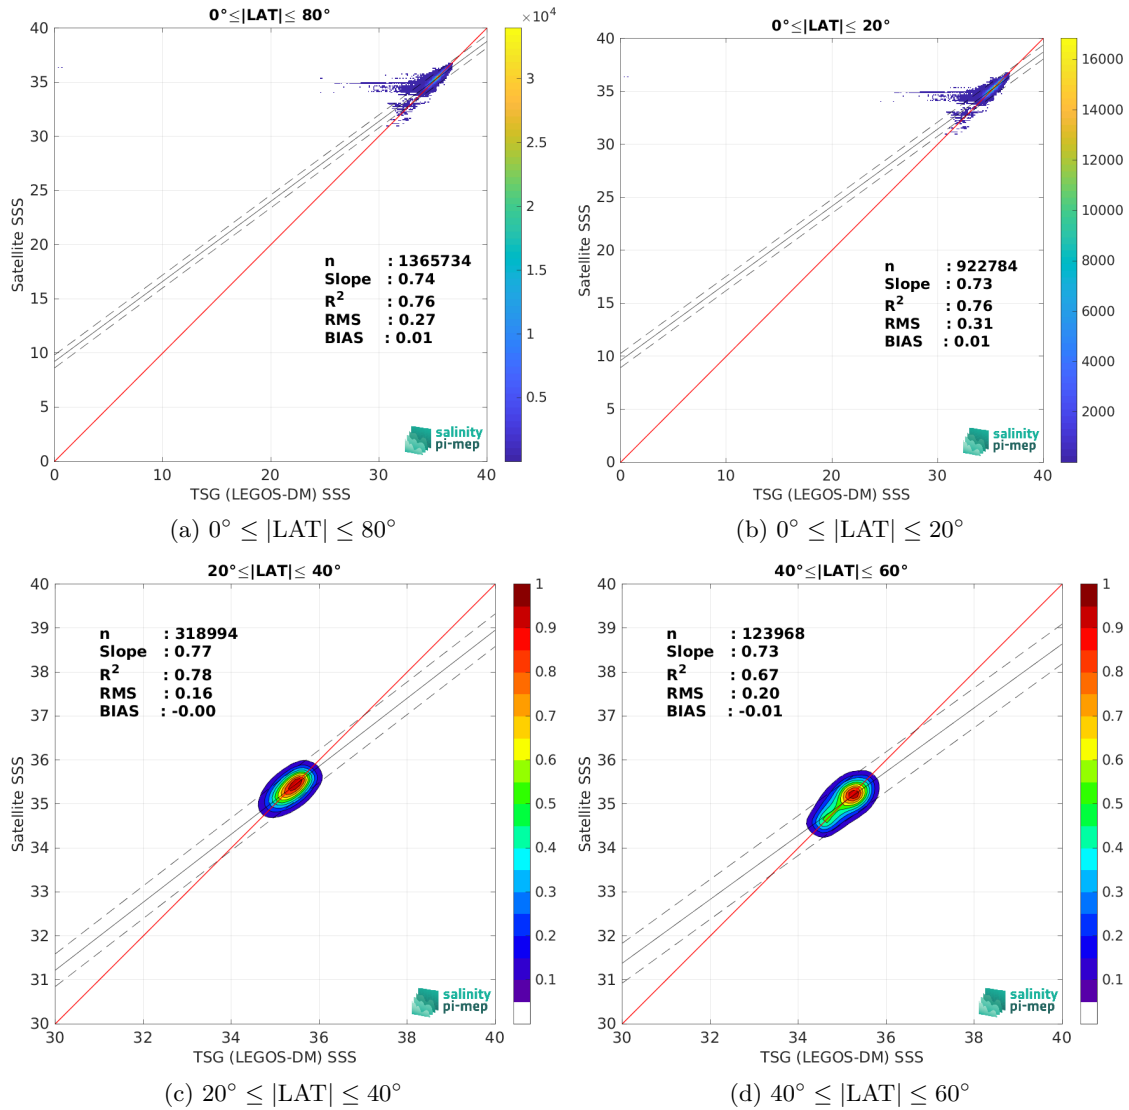 0°≤|LAT|≤ 80°
×10⁴
40
35
30
25
20
15
10
5
0
Satellite SSS
n : 1365734
Slope : 0.74
R² : 0.76
RMS : 0.27
BIAS : 0.01
salinity
pi-mep
0 10 20 30 40
TSG (LEGOS-DM) SSS
3
2.5
2
1.5
1
0.5
(a) 0° ≤ |LAT| ≤ 80°
0°≤|LAT|≤ 20°
40
35
30
25
20
15
10
5
0
Satellite SSS
n : 922784
Slope : 0.73
R² : 0.76
RMS : 0.31
BIAS : 0.01
salinity
pi-mep
0 10 20 30 40
TSG (LEGOS-DM) SSS
16000
14000
12000
10000
8000
6000
4000
2000
(b) 0° ≤ |LAT| ≤ 20°
20°≤|LAT|≤ 40°
40
39
38
37
36
35
34
33
32
31
30
Satellite SSS
n : 318994
Slope : 0.77
R² : 0.78
RMS : 0.16
BIAS : -0.00
salinity
pi-mep
30 32 34 36 38 40
TSG (LEGOS-DM) SSS
1
0.9
0.8
0.7
0.6
0.5
0.4
0.3
0.2
0.1
(c) 20° ≤ |LAT| ≤ 40°
40°≤|LAT|≤ 60°
40
39
38
37
36
35
34
33
32
31
30
Satellite SSS
n : 123968
Slope : 0.73
R² : 0.67
RMS : 0.20
BIAS : -0.01
salinity
pi-mep
30 32 34 36 38 40
TSG (LEGOS-DM) SSS
1
0.9
0.8
0.7
0.6
0.5
0.4
0.3
0.2
0.1
(d) 40° ≤ |LAT| ≤ 60°